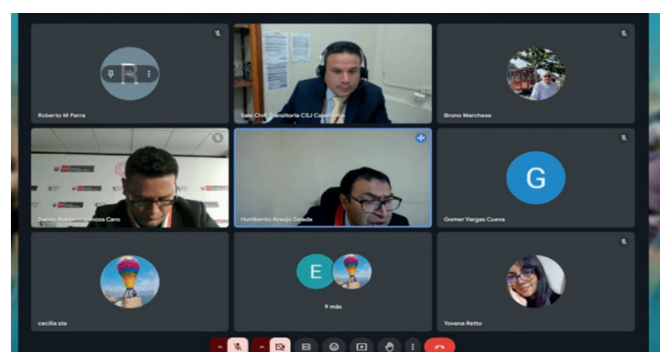 R
Roberto M Parra
Sala Civil Transitoria CSJ Cajamarca
Bruno Marchese
Danilo Robbin Espinoza Caro
Humberto Araujo Zelada
G
Gomer Vargas Cueva
cecilia sta
E
9 más
Yovana Retto